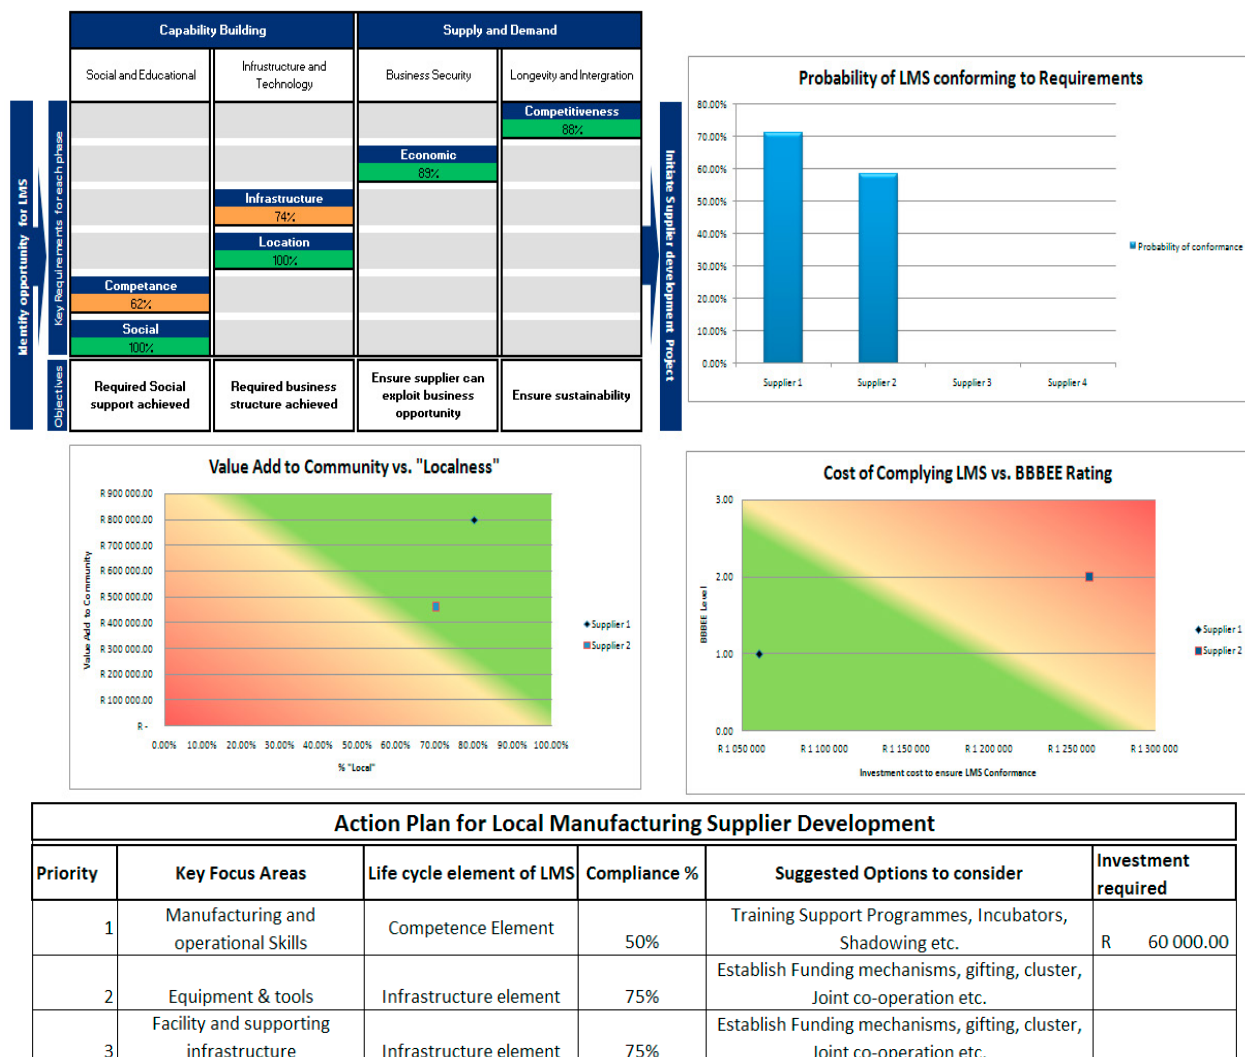 Capability Building
Supply and Demand
Social and Educational
Infrustructure and
Technology
Business Security
Longevity and Intergration
Identify opportunity for LMS
Key Requirements for each phase
Competitiveness
88%
Economic
89%
Infrastructure
74%
Location
100%
Competance
62%
Social
100%
Objectives
Required Social
support achieved
Required business
structure achieved
Ensure supplier can
exploit business
opportunity
Ensure sustainability
Initiate Supplier development Project
Probability of LMS conforming to Requirements
80.00%
70.00%
60.00%
50.00%
40.00%
30.00%
20.00%
10.00%
0.00%
Supplier 1 Supplier 2 Supplier 3 Supplier 4
Probability of conformance
Value Add to Community vs. "Localness"
Value Add to Community
R 900 000.00
R 800 000.00
R 700 000.00
R 600 000.00
R 500 000.00
R 400 000.00
R 300 000.00
R 200 000.00
R 100 000.00
R -
0.00% 10.00% 20.00% 30.00% 40.00% 50.00% 60.00% 70.00% 80.00% 90.00% 100.00%
% "Local"
Supplier 1
Supplier 2
Cost of Complying LMS vs. BBBEE Rating
BBBEE Level
3.00
2.00
1.00
0.00
R 1 050 000 R 1 100 000 R 1 150 000 R 1 200 000 R 1 250 000 R 1 300 000
Investment cost to ensure LMS Conformance
Supplier 1
Supplier 2
Action Plan for Local Manufacturing Supplier Development
Priority Key Focus Areas Life cycle element of LMS Compliance % Suggested Options to consider Investment
required
1 Manufacturing and
operational Skills
Competence Element
50%
Training Support Programmes, Incubators,
Shadowing etc.
R 60 000.00
2 Equipment & tools Infrastructure element 75%
Establish Funding mechanisms, gifting, cluster,
Joint co-operation etc.
3 Facility and supporting
infrastructure
Infrastructure element 75%
Establish Funding mechanisms, gifting, cluster,
Joint co-operation etc.